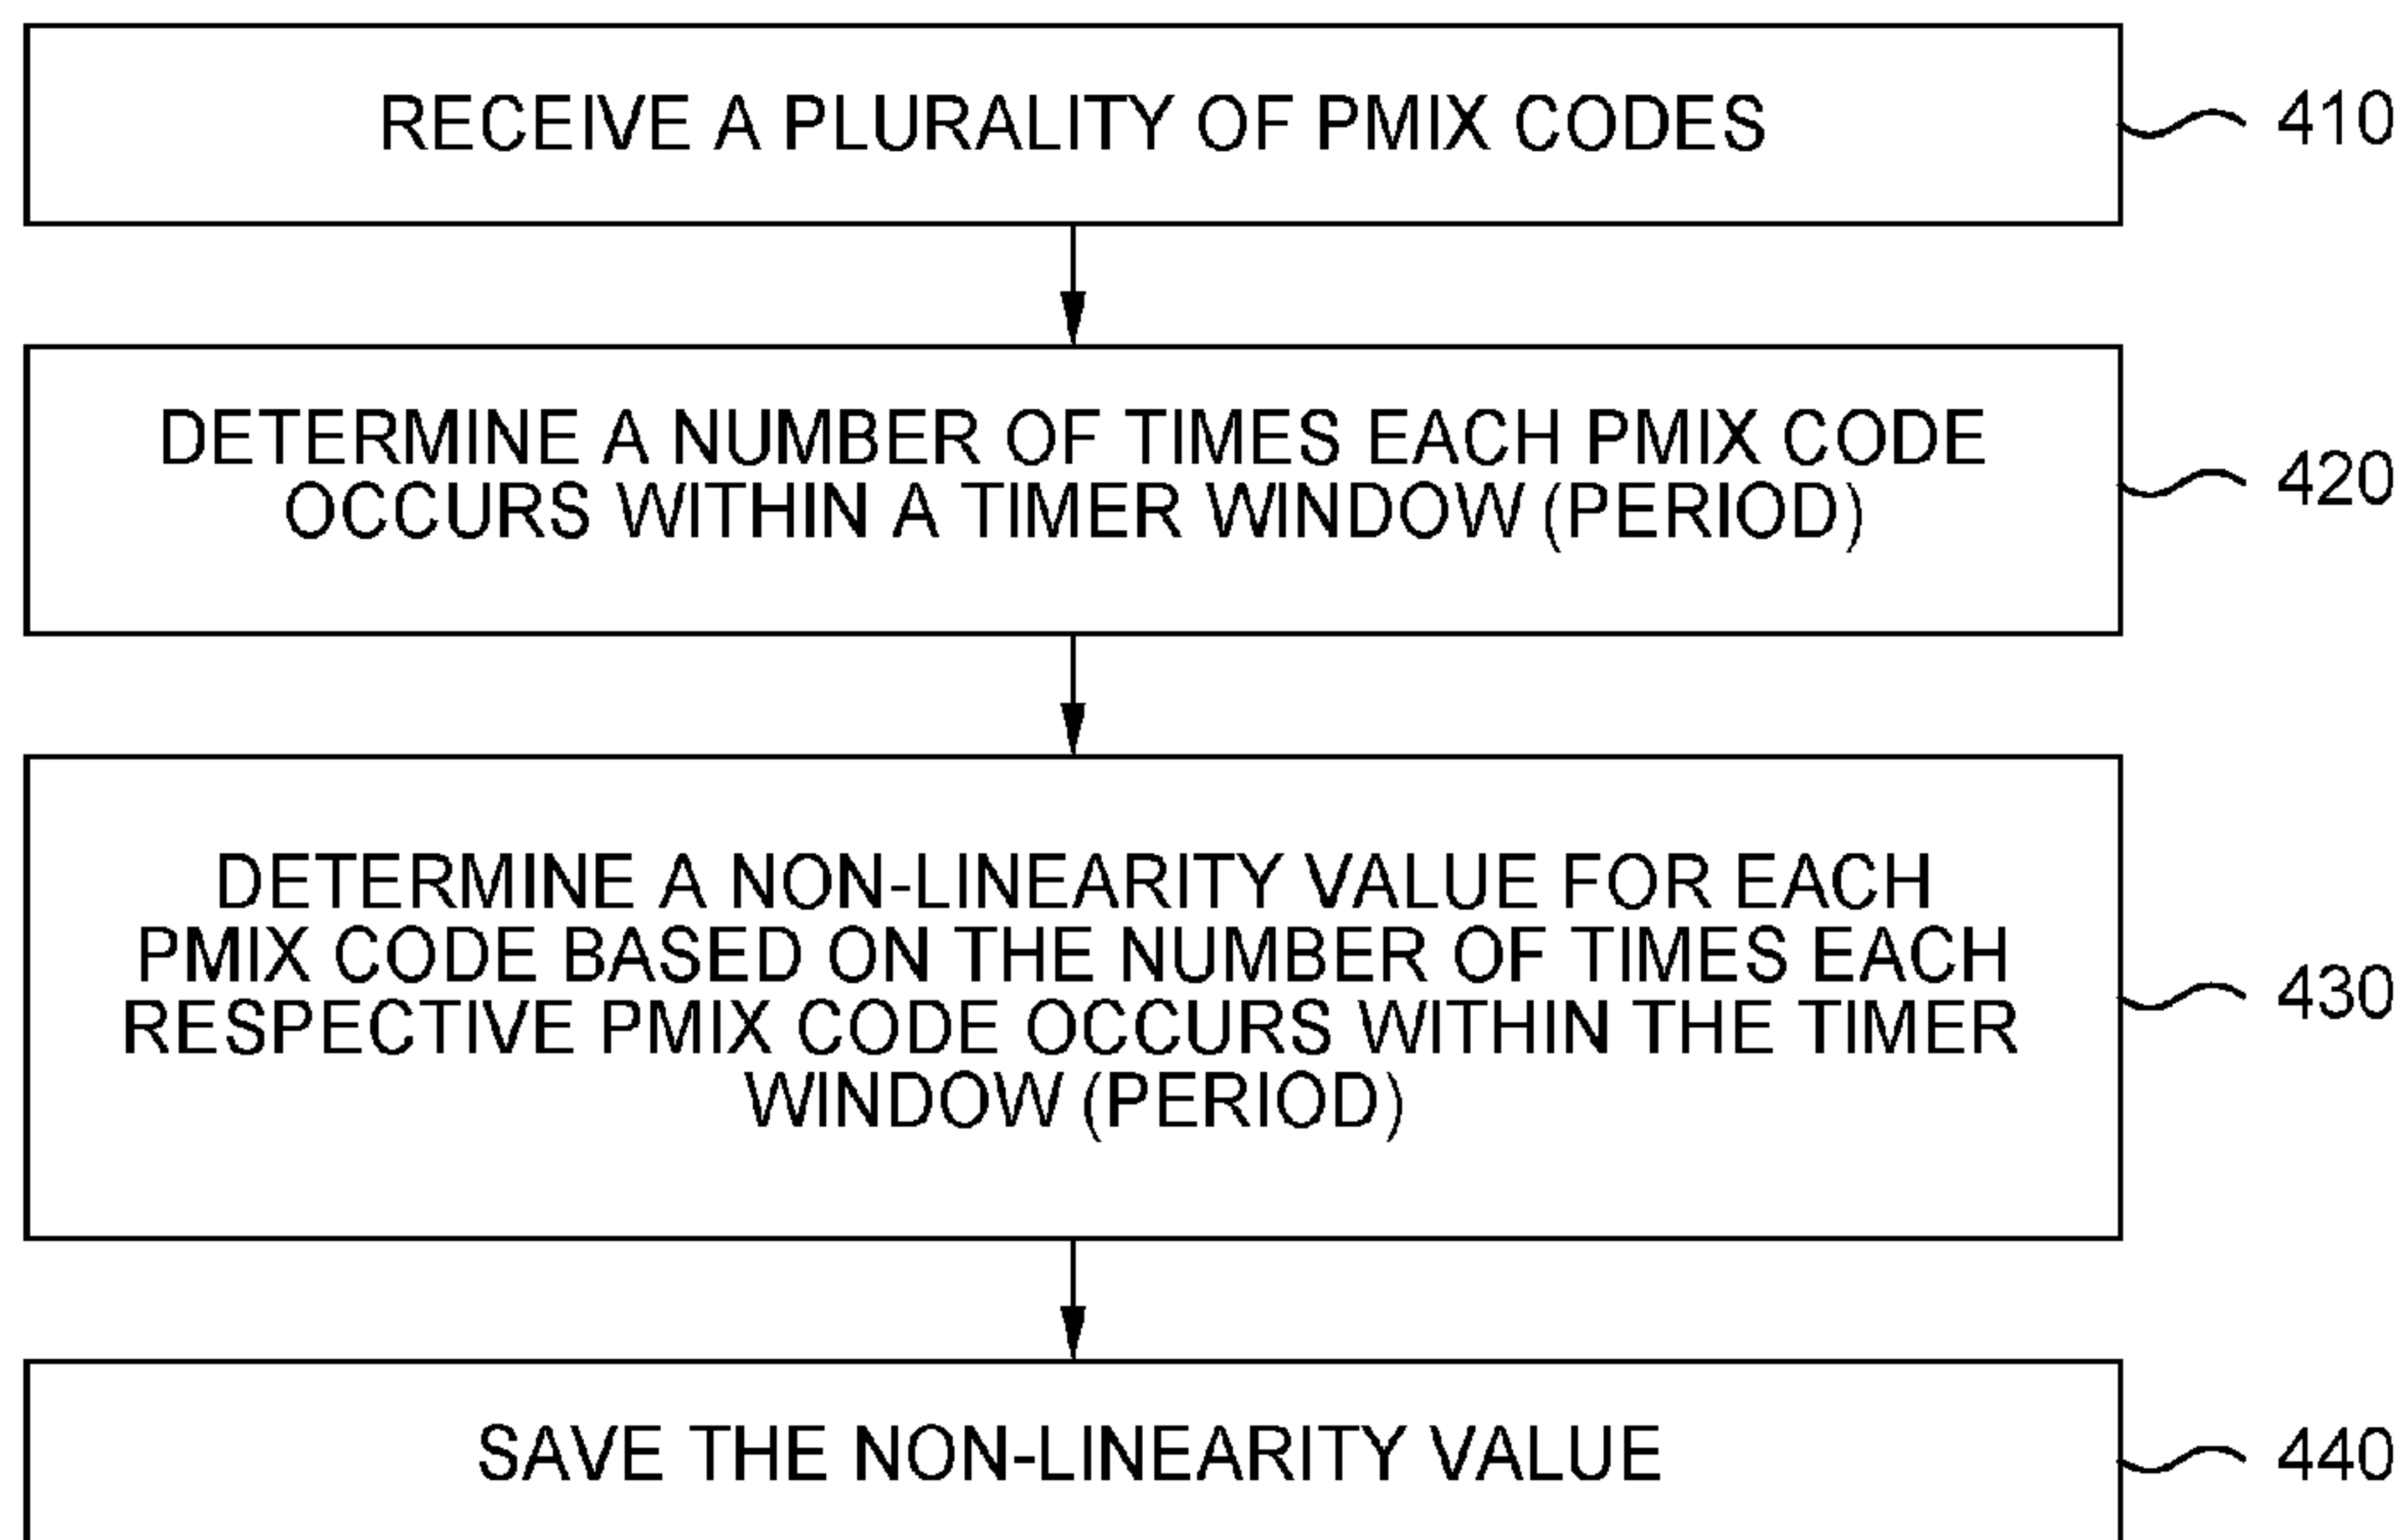 RECEIVE A PLURALITY OF PMIX CODES
410
DETERMINE A NUMBER OF TIMES EACH PMIX CODE
OCCURS WITHIN A TIMER WINDOW (PERIOD)
420
DETERMINE A NON-LINEARITY VALUE FOR EACH
PMIX CODE BASED ON THE NUMBER OF TIMES EACH
RESPECTIVE PMIX CODE OCCURS WITHIN THE TIMER
WINDOW (PERIOD)
430
SAVE THE NON-LINEARITY VALUE
440